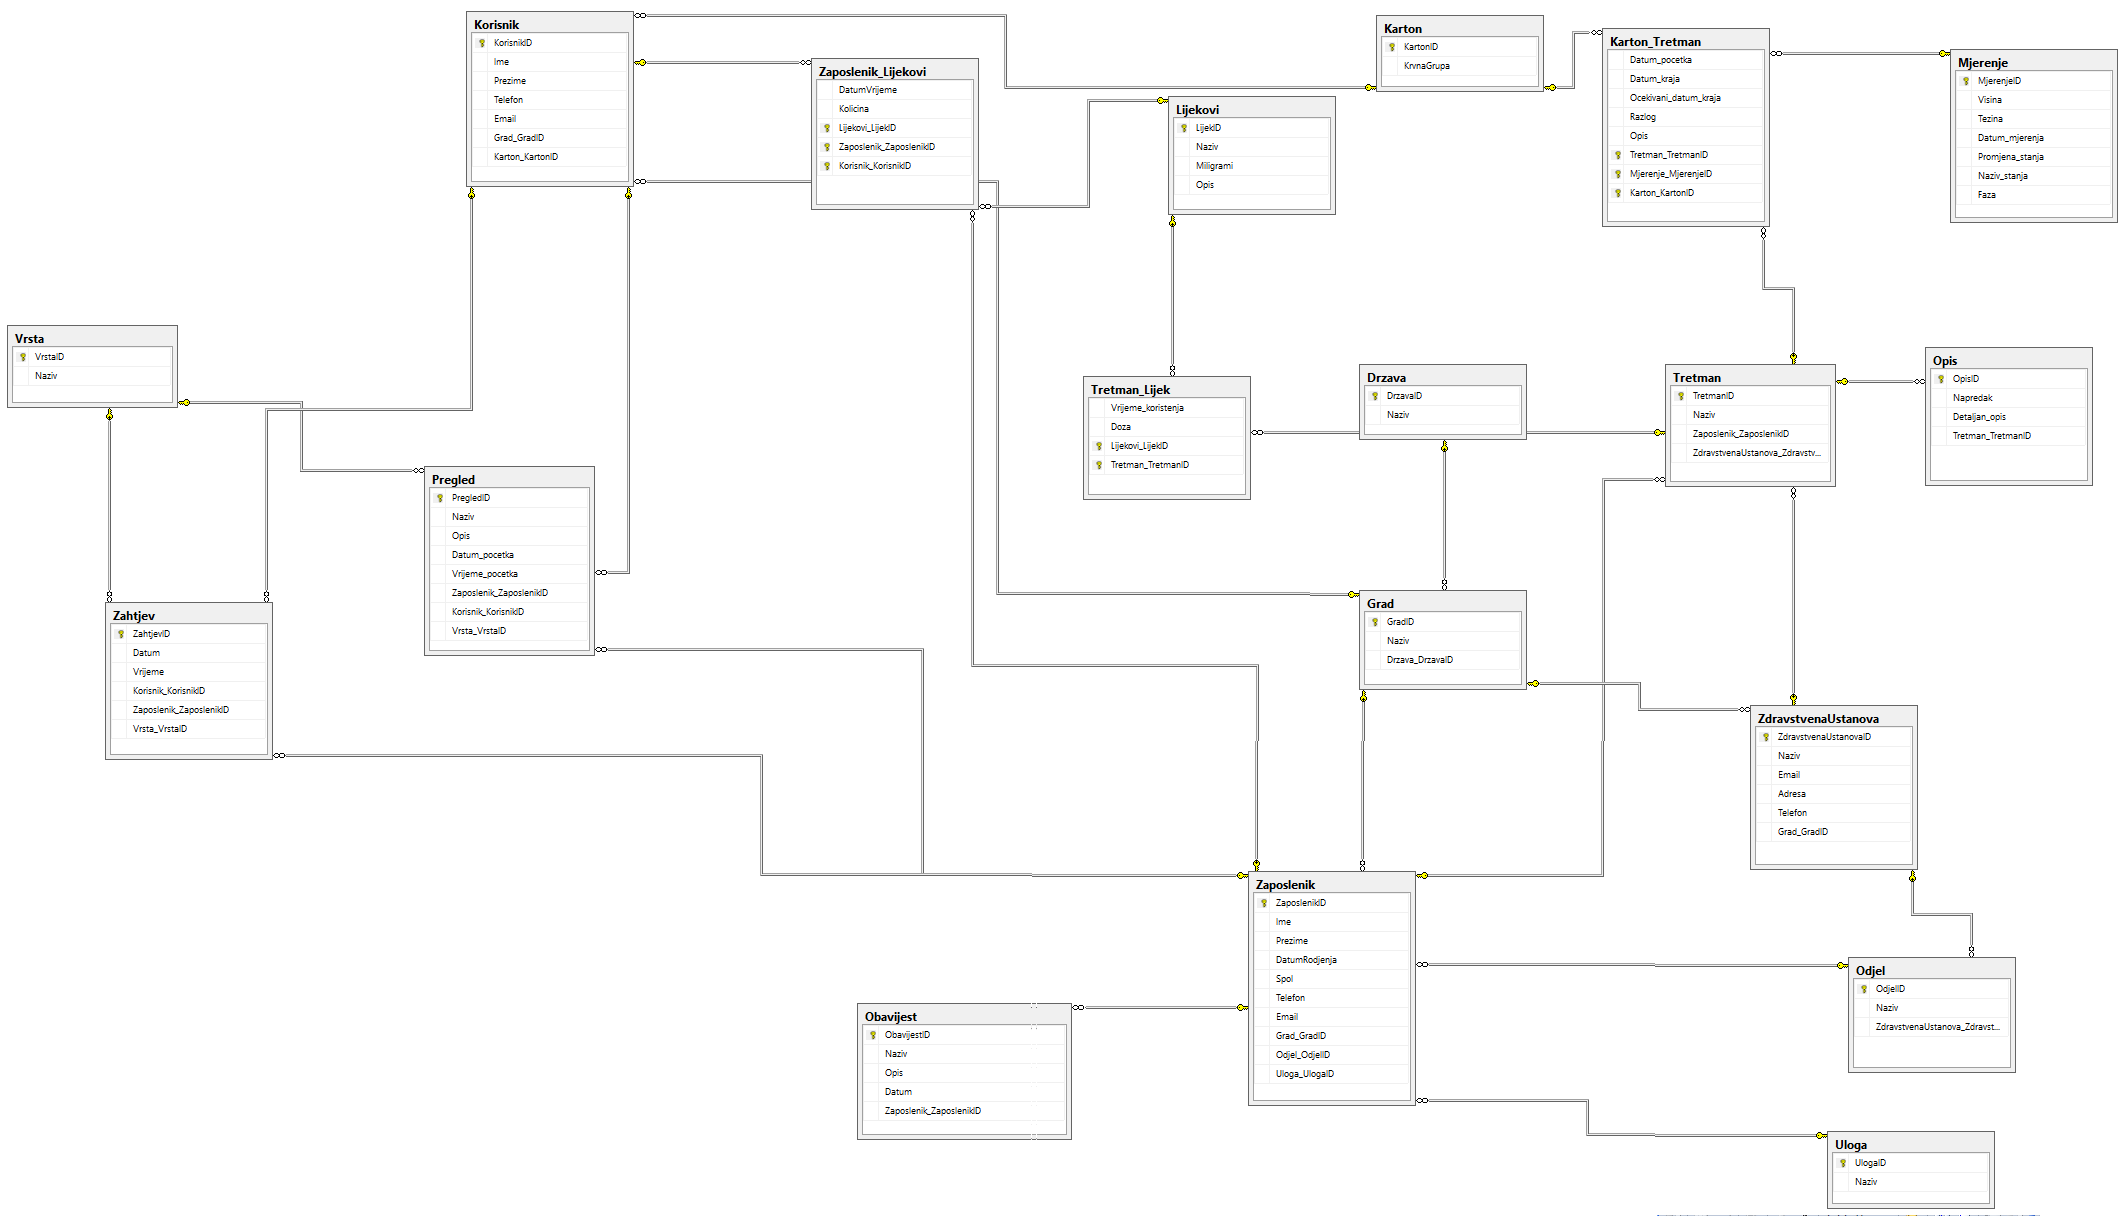 Korisnik
KorisnikID
Ime
Prezime
Telefon
Email
Grad_GradID
Karton_KartonID
Zaposlenik_Lijekovi
DatumVrijeme
Kolicina
Lijekovi_LijekID
Zaposlenik_ZaposlenikID
Korisnik_KorisnikID
Karton
KartonID
KrvnaGrupa
Lijekovi
LijekID
Naziv
Miligrami
Opis
Karton_Tretman
Datum_pocetka
Datum_kraja
Ocekivani_datum_kraja
Razlog
Opis
Tretman_TretmanID
Mjerenje_MjerenjeID
Karton_KartonID
Mjerenje
MjerenjeID
Visina
Tezina
Datum_mjerenja
Promjena_stanja
Naziv_stanja
Faza
Vrsta
VrstaID
Naziv
Tretman_Lijek
Vrijeme_koristenja
Doza
Lijekovi_LijekID
Tretman_TretmanID
Drzava
DrzavaID
Naziv
Tretman
TretmanID
Naziv
Zaposlenik_ZaposlenikID
ZdravstvenaUstanova_Zdravstv...
Opis
OpisID
Napredak
Detaljan_opis
Tretman_TretmanID
Pregled
PregledID
Naziv
Opis
Datum_pocetka
Vrijeme_pocetka
Zaposlenik_ZaposlenikID
Korisnik_KorisnikID
Vrsta_VrstaID
Zahtjev
ZahtjevID
Datum
Vrijeme
Korisnik_KorisnikID
Zaposlenik_ZaposlenikID
Vrsta_VrstaID
Grad
GradID
Naziv
Drzava_DrzavaID
ZdravstvenaUstanova
ZdravstvenaUstanovaID
Naziv
Email
Adresa
Telefon
Grad_GradID
Zaposlenik
ZaposlenikID
Ime
Prezime
DatumRodjenja
Spol
Telefon
Email
Grad_GradID
Odjel_OdjelID
Uloga_UlogaID
Odjel
OdjelID
Naziv
ZdravstvenaUstanova_Zdravst...
Obavijest
ObavijestID
Naziv
Opis
Datum
Zaposlenik_ZaposlenikID
Uloga
UlogaID
Naziv